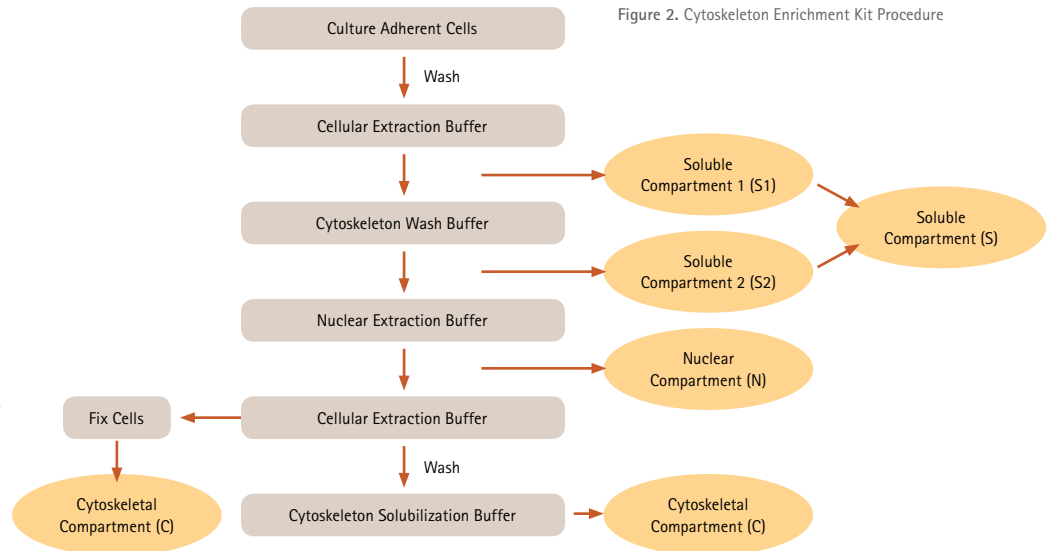 Figure 2. Cytoskeleton Enrichment Kit Procedure
Culture Adherent Cells
Wash
Cellular Extraction Buffer
Soluble
Compartment 1 (S1)
Cytoskeleton Wash Buffer
Soluble
Compartment (S)
Soluble
Compartment 2 (S2)
Nuclear Extraction Buffer
Nuclear
Compartment (N)
Fix Cells
Cellular Extraction Buffer
Wash
Cytoskeletal
Compartment (C)
Cytoskeleton Solubilization Buffer
Cytoskeletal
Compartment (C)